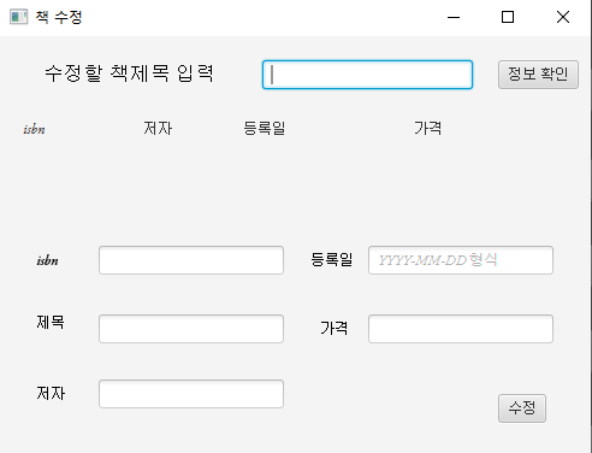 책 수정
수정할 책제목 입력 정보 확인
isbn 저자 등록일 가격
isbn 등록일 YYYY-MM-DD 형식
제목 가격
저자
수정